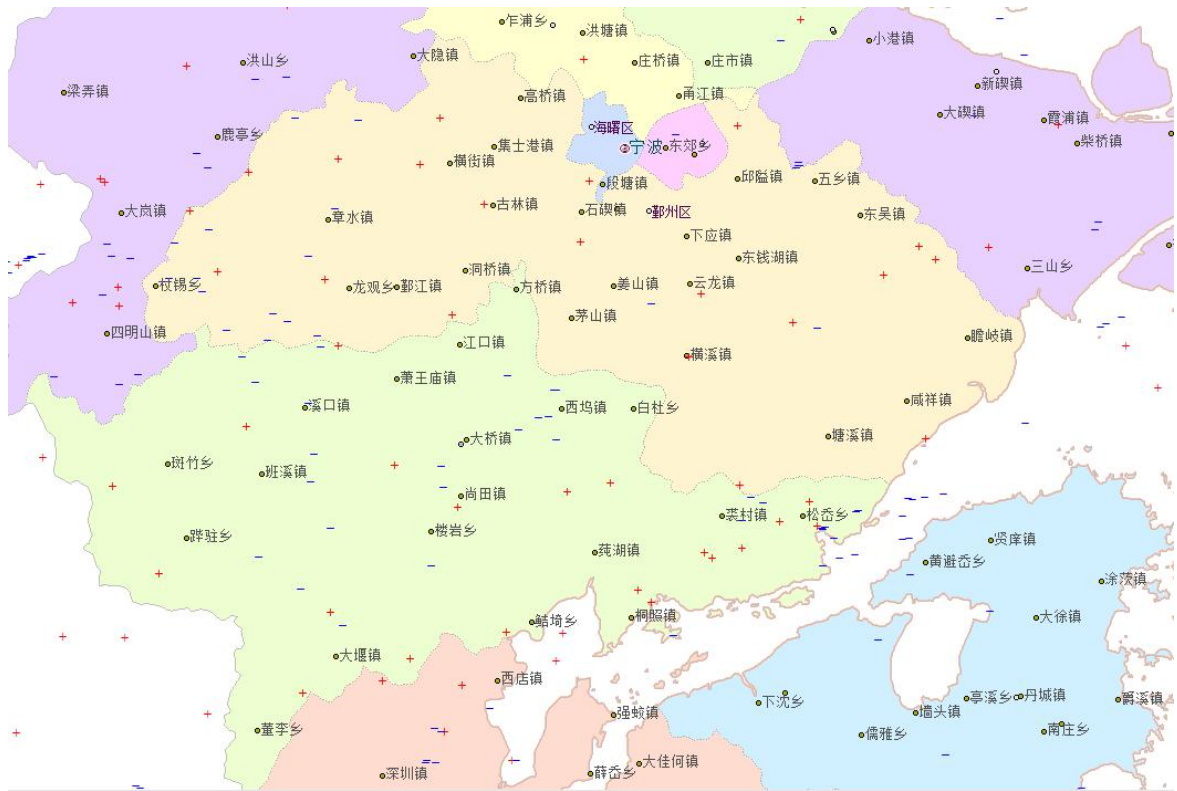 乍浦乡
洪塘镇
小港镇
洪山乡
大隐镇
庄桥镇
庄市镇
梁弄镇
高桥镇
甬江镇
新碶镇
大碶镇
霞浦镇
鹿亭乡
海曙区
柴桥镇
集士港镇
宁波
东郊乡
横街镇
段塘镇
邱隘镇
五乡镇
大岚镇
章水镇
古林镇
石碶镇
鄞州区
东吴镇
下应镇
东钱湖镇
洞桥镇
三山乡
杖锡乡
龙观乡
鄞江镇
方桥镇
姜山镇
云龙镇
茅山镇
四明山镇
江口镇
横溪镇
瞻岐镇
萧王庙镇
溪口镇
西坞镇
白杜乡
咸祥镇
大桥镇
塘溪镇
斑竹乡
班溪镇
尚田镇
裘村镇
松岙乡
跸驻乡
楼岩乡
莼湖镇
贤庠镇
黄避岙乡
涂茨镇
鲒埼乡
桐照镇
大徐镇
大堰镇
西店镇
下沈乡
亭溪乡
丹城镇
爵溪镇
强蛟镇
墙头镇
董李乡
儒雅乡
南庄乡
深圳镇
薛岙乡
大佳何镇